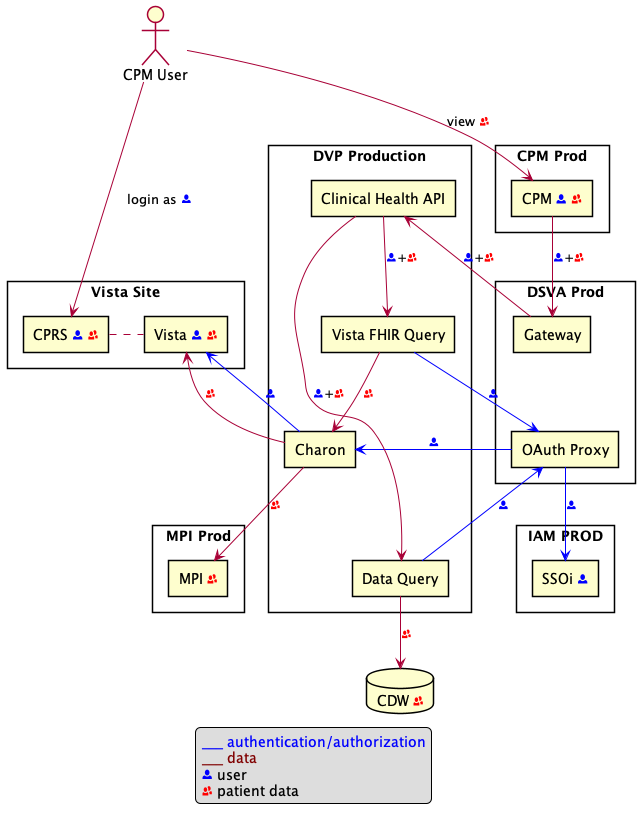 CPM User
view
login as
DVP Production
CPM Prod
Clinical Health API
CPM
+
+
+
Vista Site
DSVA Prod
CPRS
Vista
Vista FHIR Query
Gateway
+
Charon
OAuth Proxy
MPI Prod
IAM PROD
MPI
Data Query
SSOi
CDW
___ authentication/authorization
___ data
user
patient data